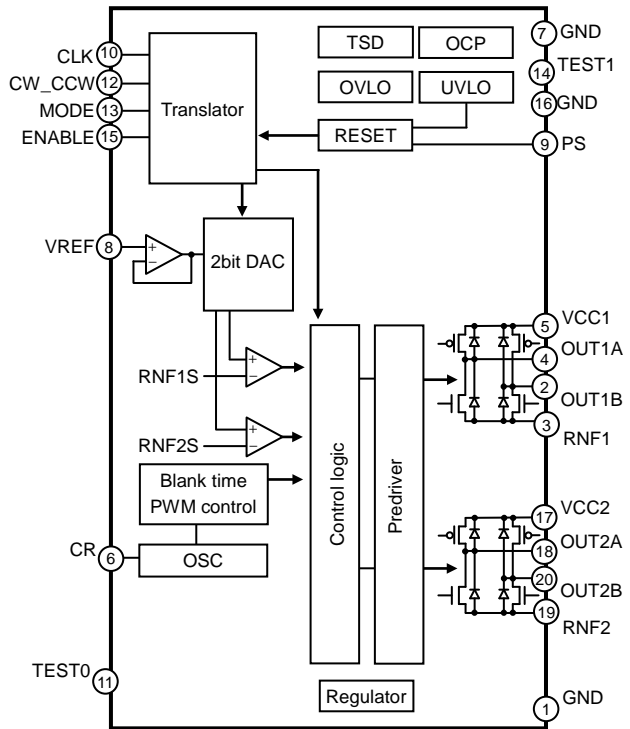 CLK 10
CW_CCW 12
MODE 13
ENABLE 15
Translator
TSD
OCP
OVLO
UVLO
RESET
7 GND
14 TEST1
16 GND
9 PS
VREF 8
+
−
2bit DAC
RNF1S
+
−
RNF2S
+
−
Blank time
PWM control
CR 6
OSC
Control logic
Predriver
5 VCC1
4 OUT1A
2 OUT1B
3 RNF1
17 VCC2
18 OUT2A
20 OUT2B
19 RNF2
TEST0 11
Regulator
1 GND